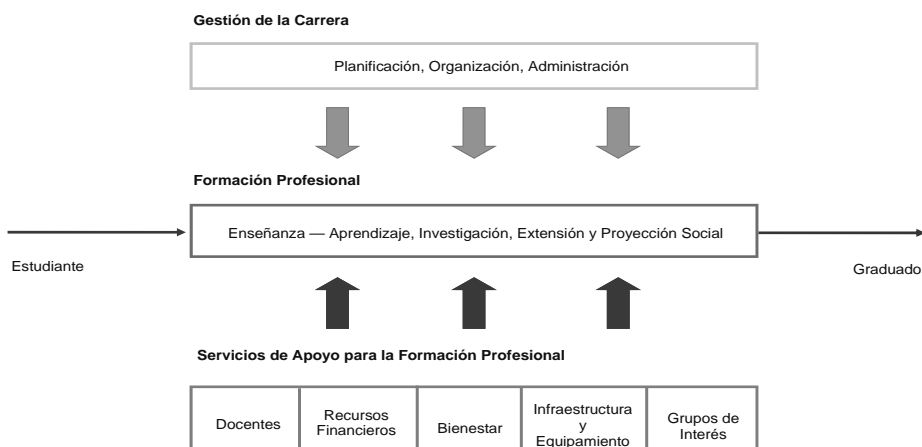 Gestión de la Carrera
Planificación, Organización, Administración
Formación Profesional
Enseñanza — Aprendizaje, Investigación, Extensión y Proyección Social
Estudiante
Graduado
Servicios de Apoyo para la Formación Profesional
Docentes
Recursos
Financieros
Bienestar
Infraestructura
y
Equipamiento
Grupos de
Interés